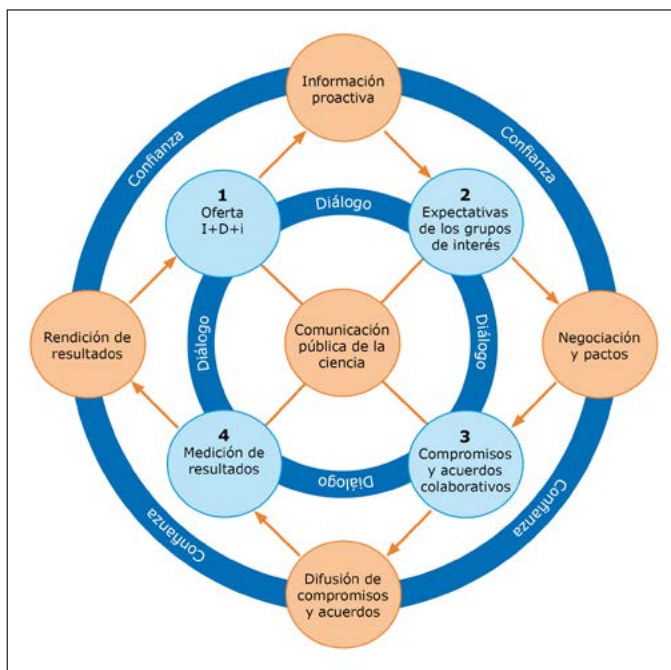 Información
proactiva
Confianza
Confianza
1
Oferta
I+D+i
Diálogo
2
Expectativas
de los grupos
de interés
Rendición de
resultados
Diálogo
Comunicación
pública de la
ciencia
Diálogo
Negociación
y pactos
4
Medición de
resultados
Diálogo
3
Compromisos
y acuerdos
colaborativos
Confianza
Confianza
Difusión de
compromisos
y acuerdos